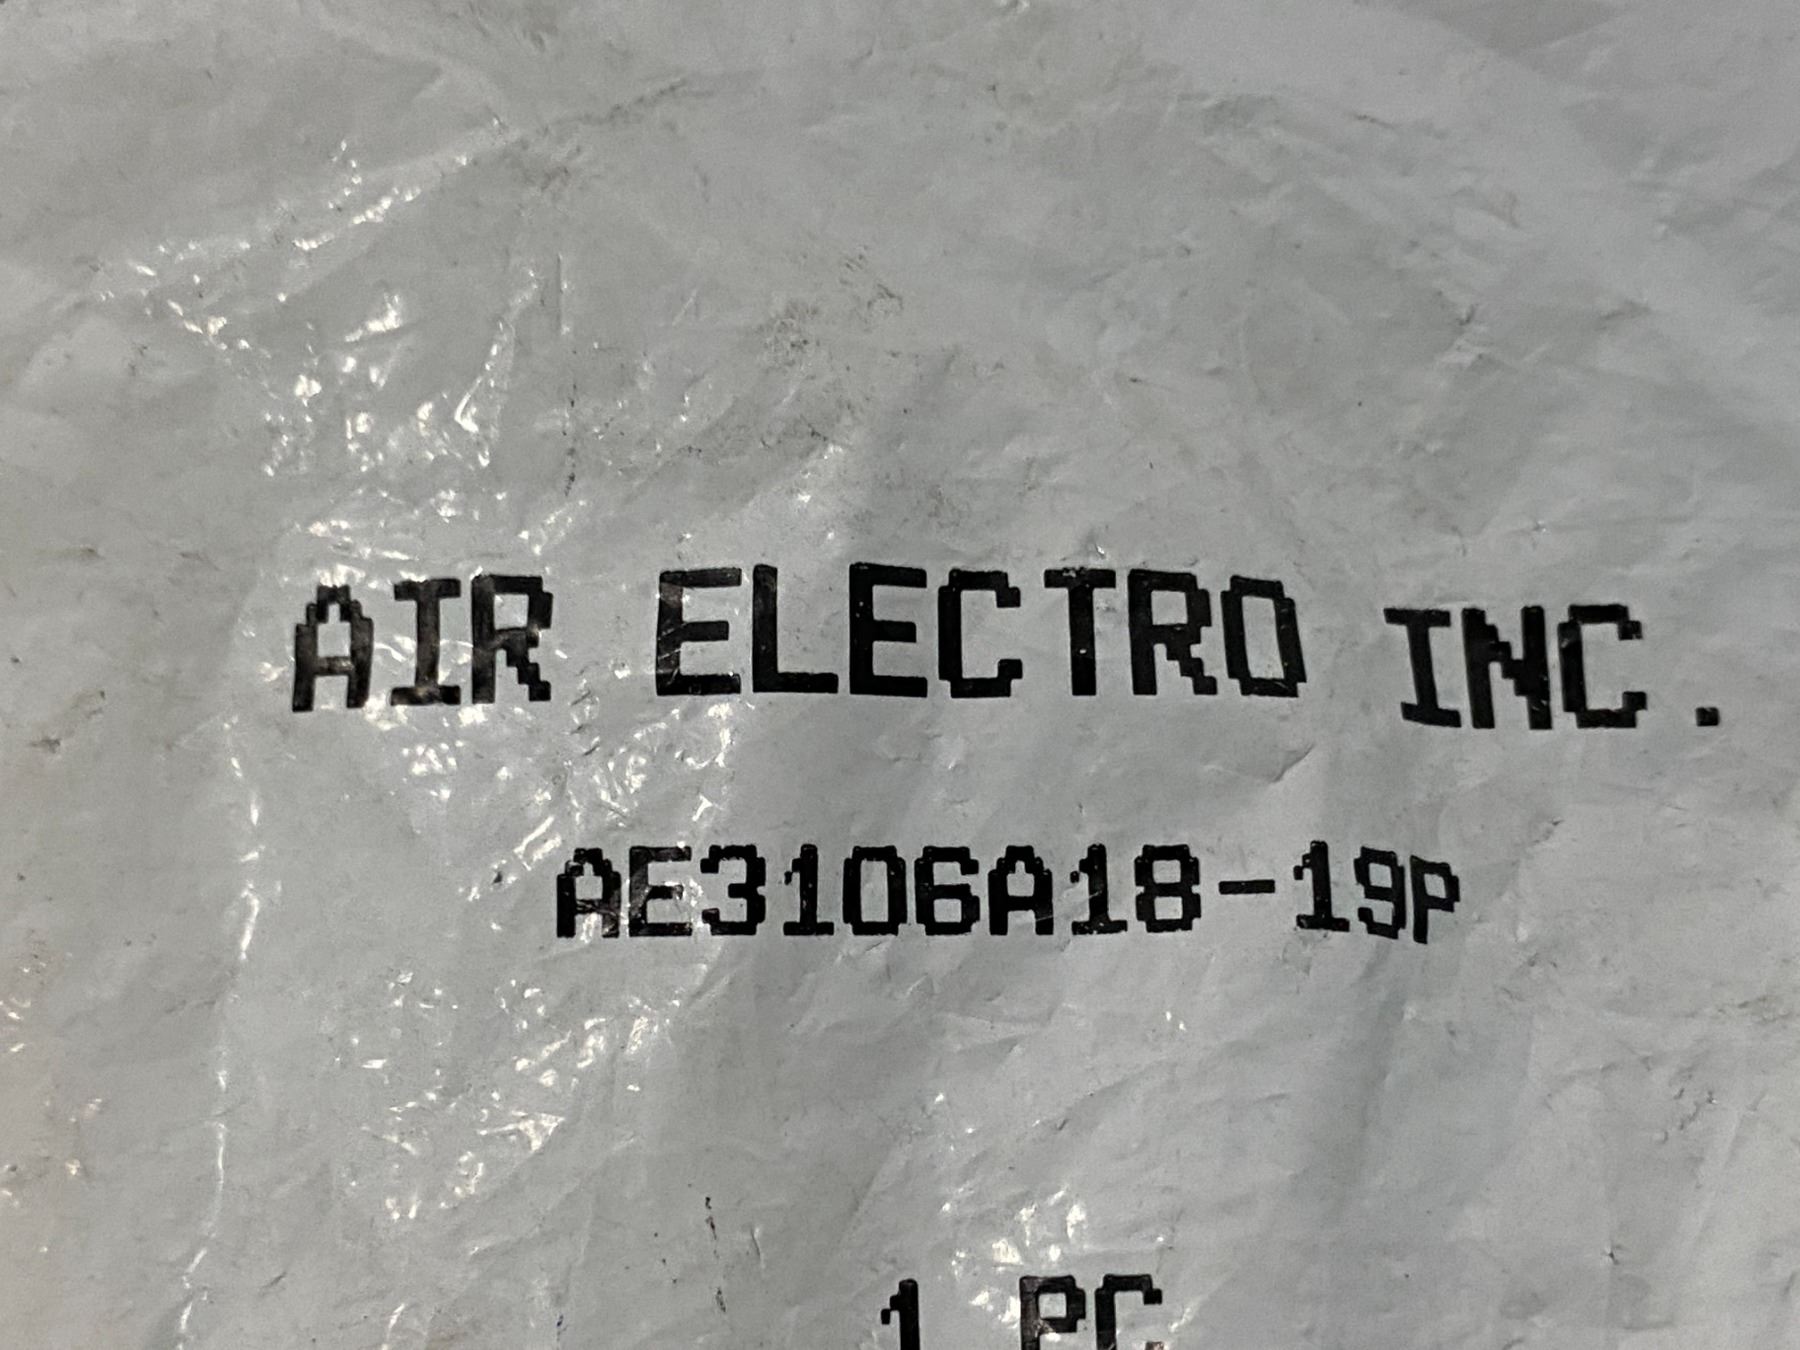 AIR ELECTRO INC.
AE3106A18-19P
1 PC